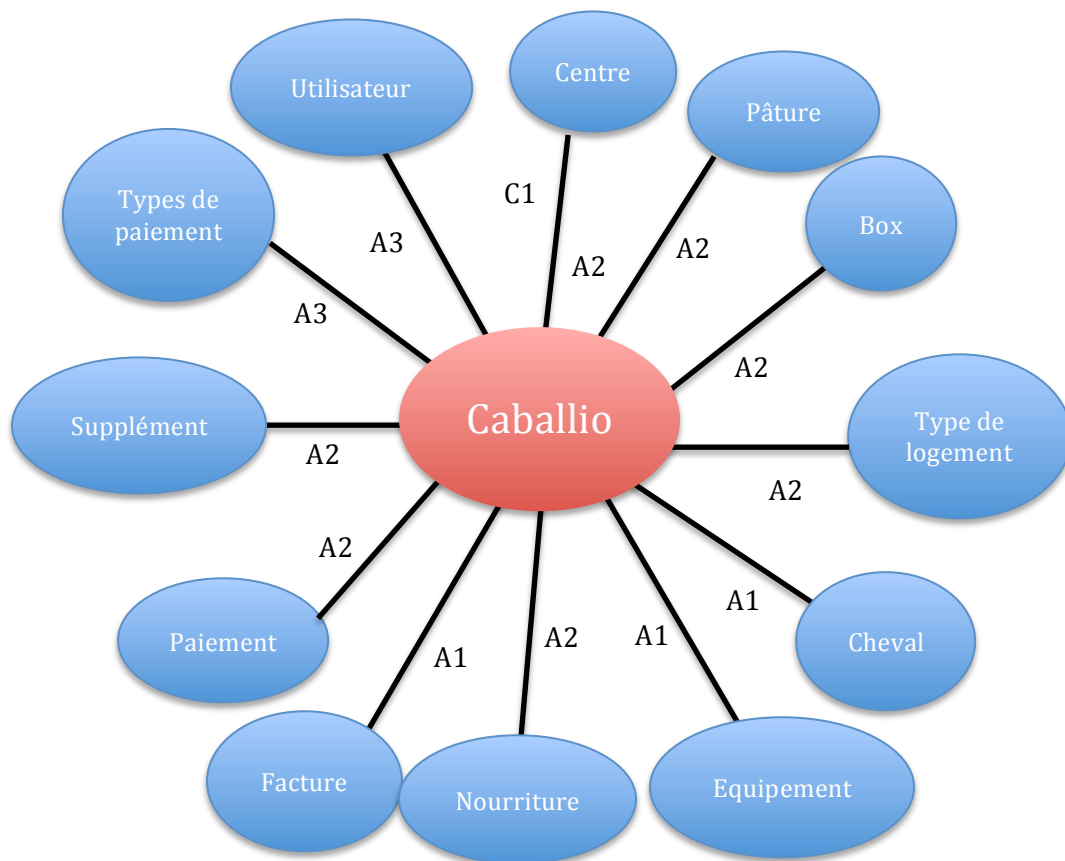 Centre
Utilisateur
Pâture
C1
Types de
paiement
Box
A3
A2
A2
A3
A2
Caballio
Supplément
Type de
logement
A2
A2
A2
A1
A1
A2
A1
Paiement
Cheval
Facture
Nourriture
Equipement